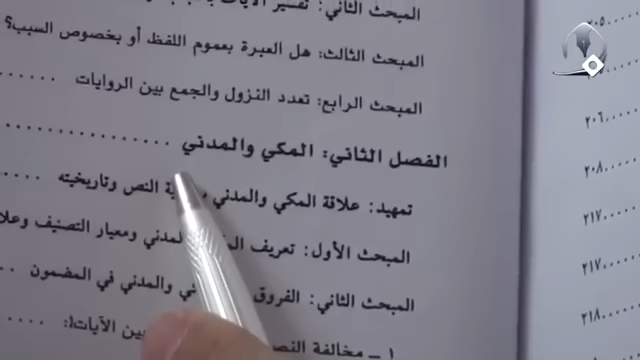 المبحث الثاني: تفسير الآيات
المبحث الثالث: هل العبرة بعموم اللفظ أو بخصوص السبب؟
المبحث الرابع: تعدد النزول والجمع بين الروايات
الفصل الثاني: المكي والمدني
تمهيد: علاقة المكي والمدني النص وتاريخيته
المبحث الأول: تعريف والمدني ومعيار التصنيف
المبحث الثاني: الفروق والمدني في المضمون
١ ـ مخالفة النص بين الآيات
٢٠٥
٢٠٦
٢٠٨
٢١٧
٢١٧
٢١٨